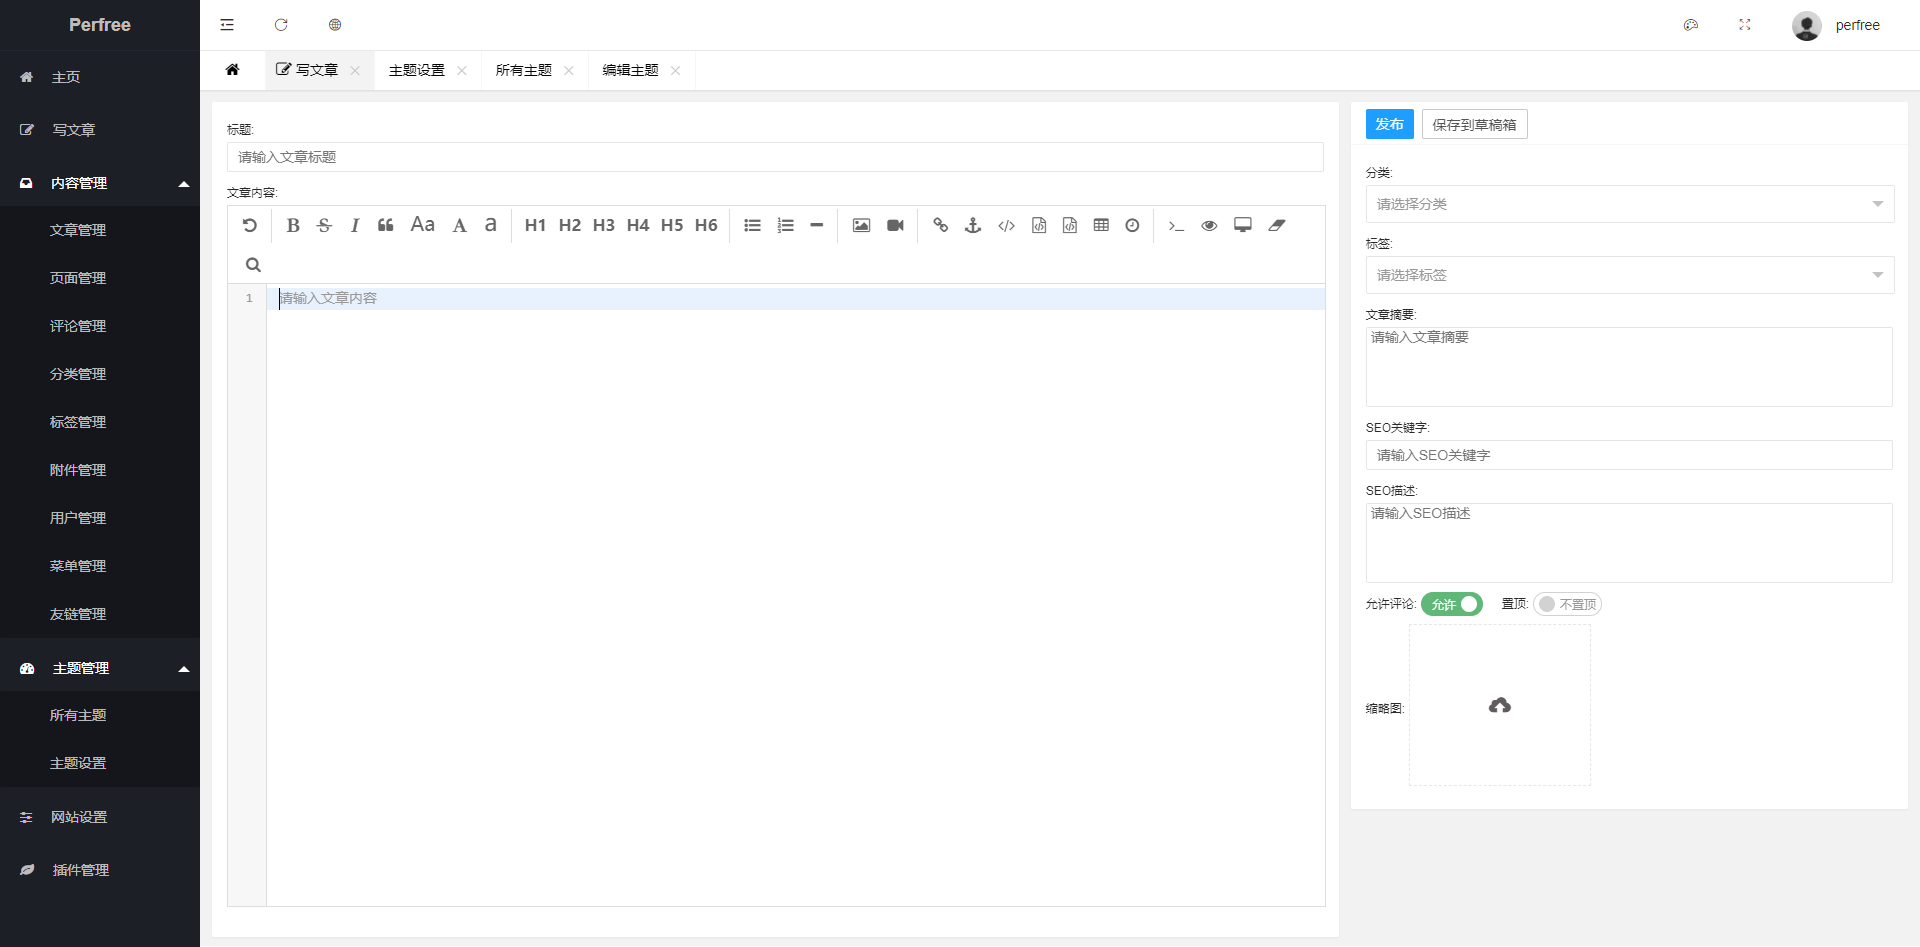 Perfree
主页
写文章
内容管理
文章管理
页面管理
评论管理
分类管理
标签管理
附件管理
用户管理
菜单管理
友链管理
主题管理
所有主题
主题设置
网站设置
插件管理
perfree
写文章 主题设置 所有主题 编辑主题
标题:
请输入文章标题
文章内容:
B S I Aa A a H1 H2 H3 H4 H5 H6
1 请输入文章内容
发布 保存到草稿箱
分类:
请选择分类
标签:
请选择标签
文章摘要:
请输入文章摘要
SEO关键字:
请输入SEO关键字
SEO描述:
请输入SEO描述
允许评论: 允许 置顶: 不置顶
缩略图: